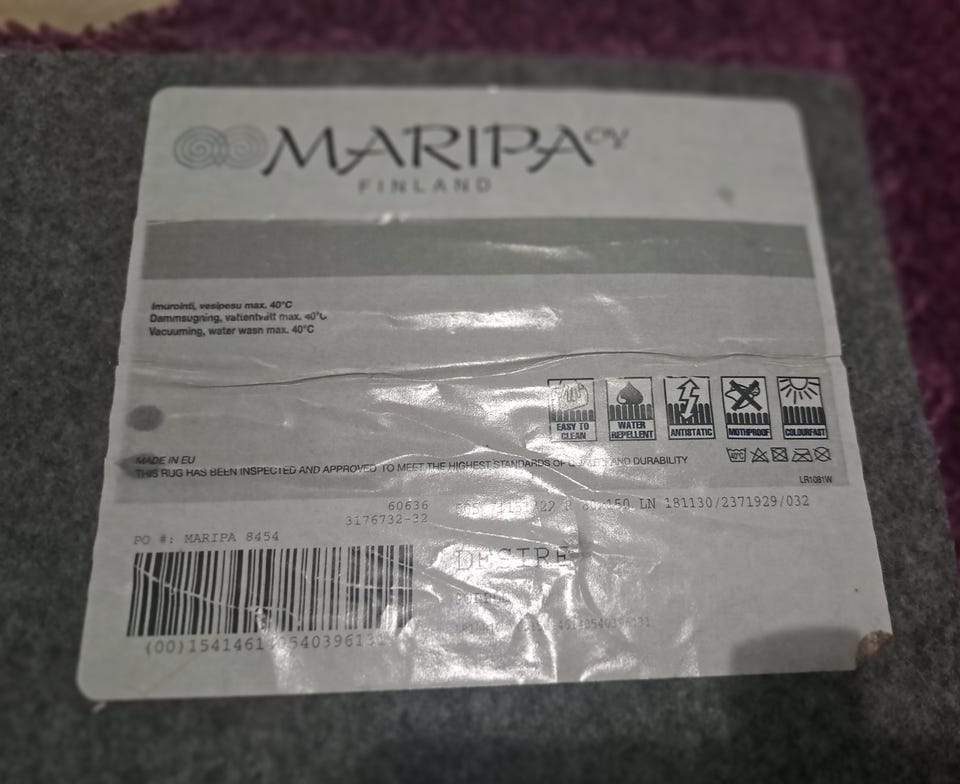 MARIPA OY
FINLAND
Imurointi, vesipesu max. 40°C
Dammsugning, vattentvätt max. 40°C
Vacuuming, water wash max. 40°C
EASY TO CLEAN
WATER REPELLENT
ANTISTATIC
MOTHPROOF
COLOURFAST
MADE IN EU
THIS RUG HAS BEEN INSPECTED AND APPROVED TO MEET THE HIGHEST STANDARDS OF QUALITY AND DURABILITY
LR1081W
60636
LN 181130/2371929/032
3176732-32
PO #: MARIPA 8454
DESIRE